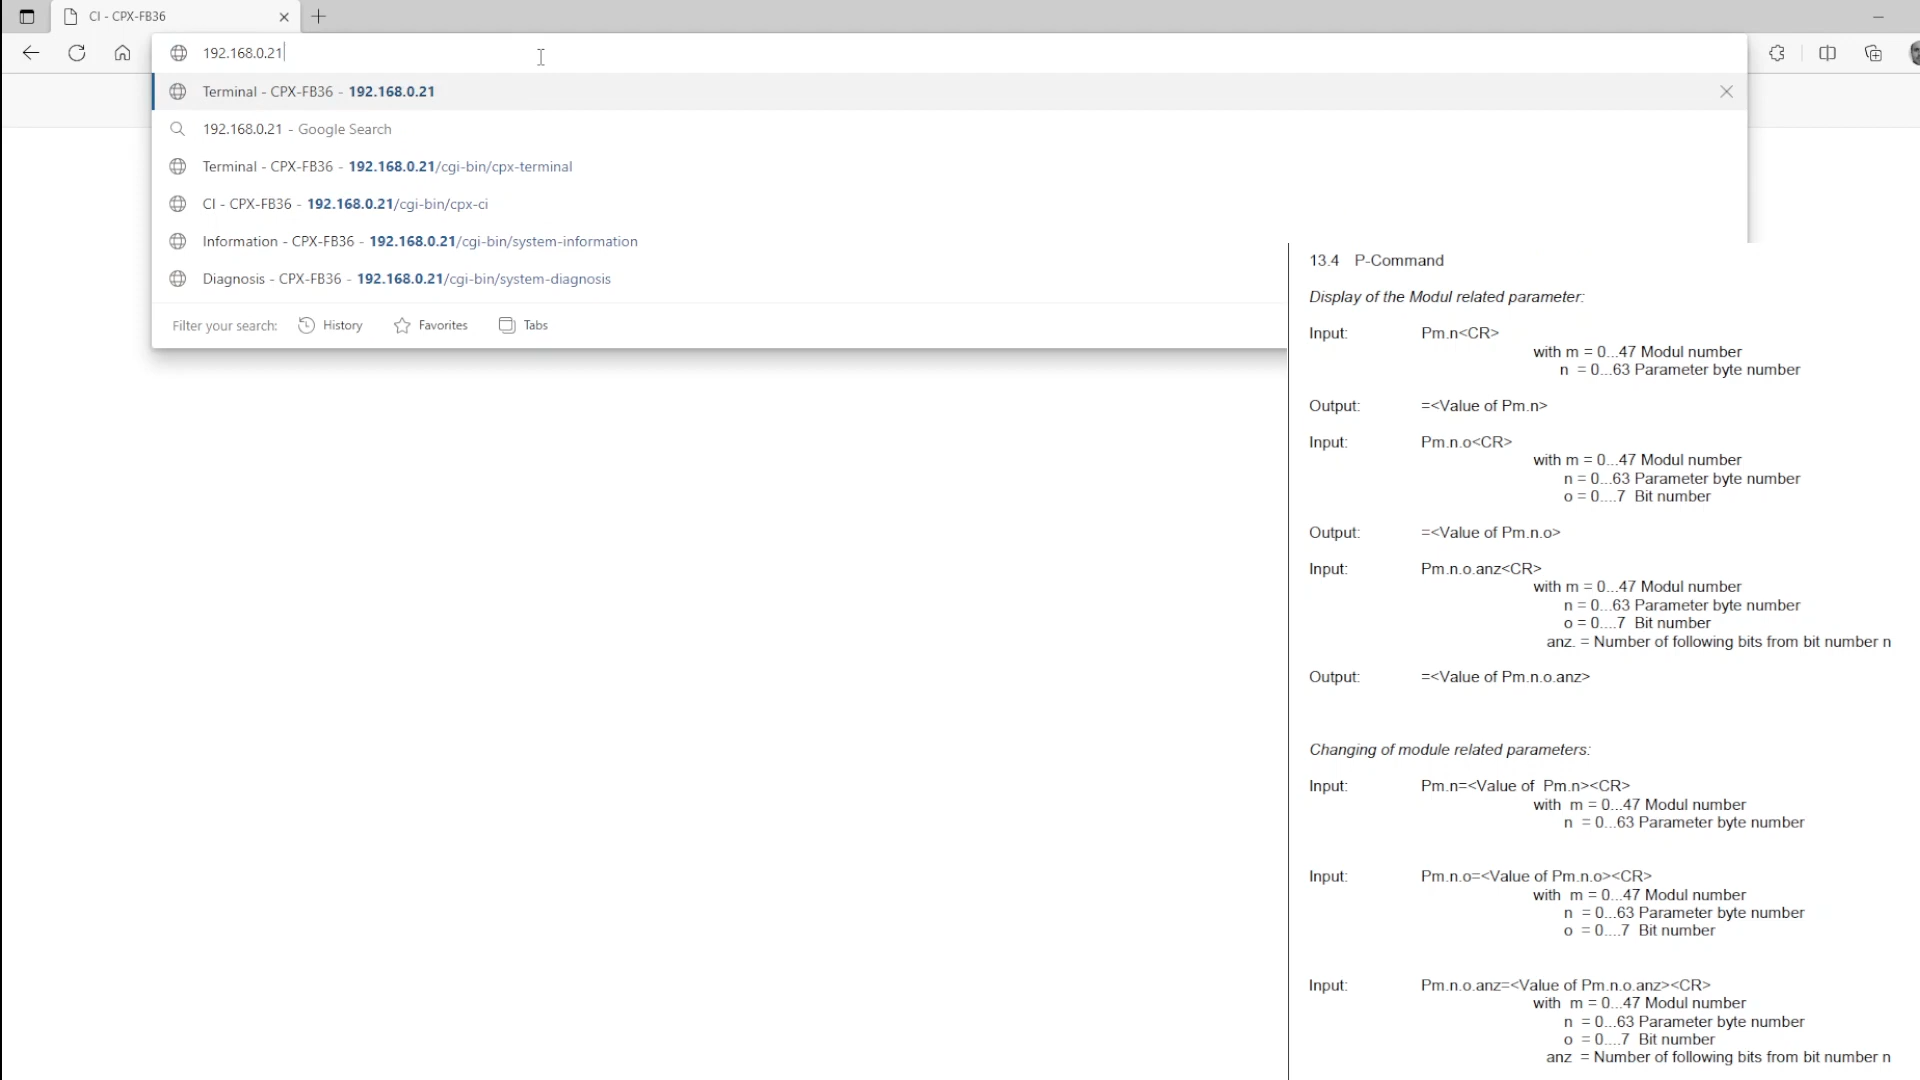 CI - CPX-FB36
192.168.0.21
Terminal - CPX-FB36 - 192.168.0.21
192.168.0.21 - Google Search
Terminal - CPX-FB36 - 192.168.0.21/cgi-bin/cpx-terminal
CI - CPX-FB36 - 192.168.0.21/cgi-bin/cpx-ci
Information - CPX-FB36 - 192.168.0.21/cgi-bin/system-information
Diagnosis - CPX-FB36 - 192.168.0.21/cgi-bin/system-diagnosis
Filter your search: History Favorites Tabs
13.4 P-Command
Display of the Modul related parameter:
Input: Pm.n<CR>
with m = 0...47 Modul number
n = 0...63 Parameter byte number
Output: =<Value of Pm.n>
Input: Pm.n.o<CR>
with m = 0...47 Modul number
n = 0...63 Parameter byte number
o = 0....7 Bit number
Output: =<Value of Pm.n.o>
Input: Pm.n.o.anz<CR>
with m = 0...47 Modul number
n = 0...63 Parameter byte number
o = 0....7 Bit number
anz. = Number of following bits from bit number n
Output: =<Value of Pm.n.o.anz>
Changing of module related parameters:
Input: Pm.n=<Value of Pm.n><CR>
with m = 0...47 Modul number
n = 0...63 Parameter byte number
Input: Pm.n.o=<Value of Pm.n.o><CR>
with m = 0...47 Modul number
n = 0...63 Parameter byte number
o = 0....7 Bit number
Input: Pm.n.o.anz=<Value of Pm.n.o.anz><CR>
with m = 0...47 Modul number
n = 0...63 Parameter byte number
o = 0....7 Bit number
anz = Number of following bits from bit number n